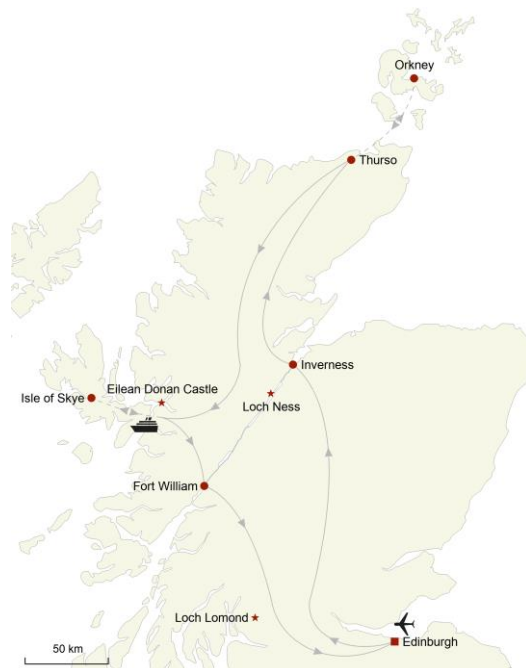 Orkney
Thurso
Inverness
Eilean Donan Castle
Isle of Skye
Loch Ness
Fort William
Loch Lomond
Edinburgh
50 km